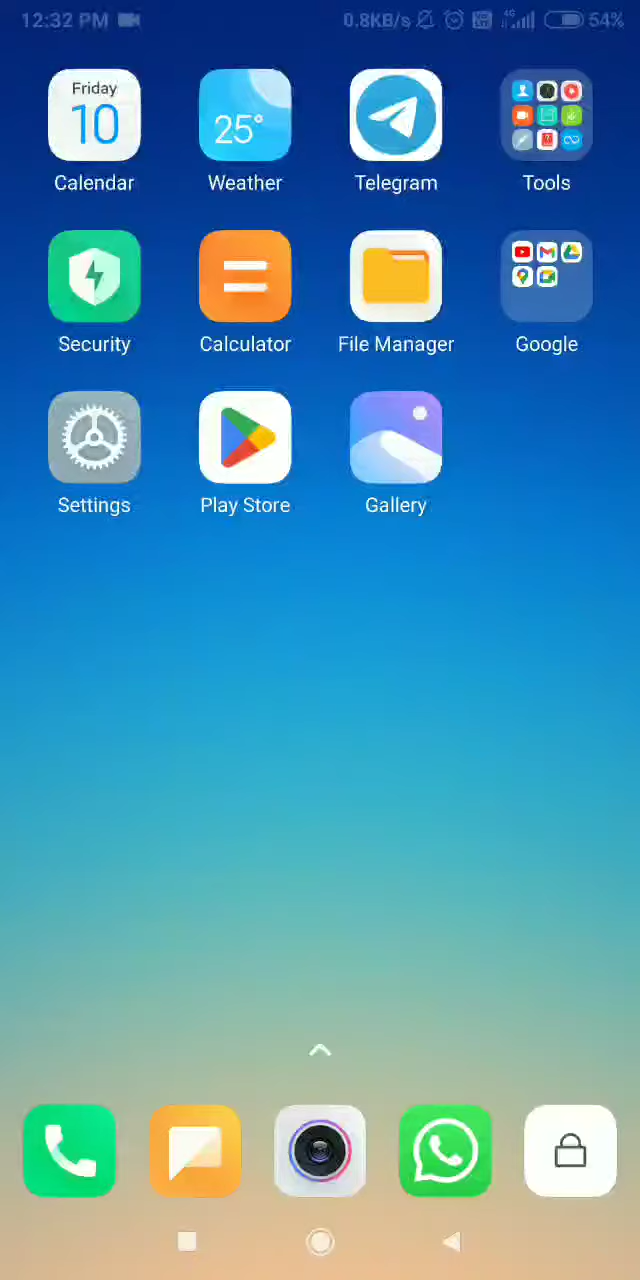 12:32 PM 0.8KB/s 4G 54%
Friday
10 25°
Calendar Weather Telegram Tools
Security Calculator File Manager Google
Settings Play Store Gallery